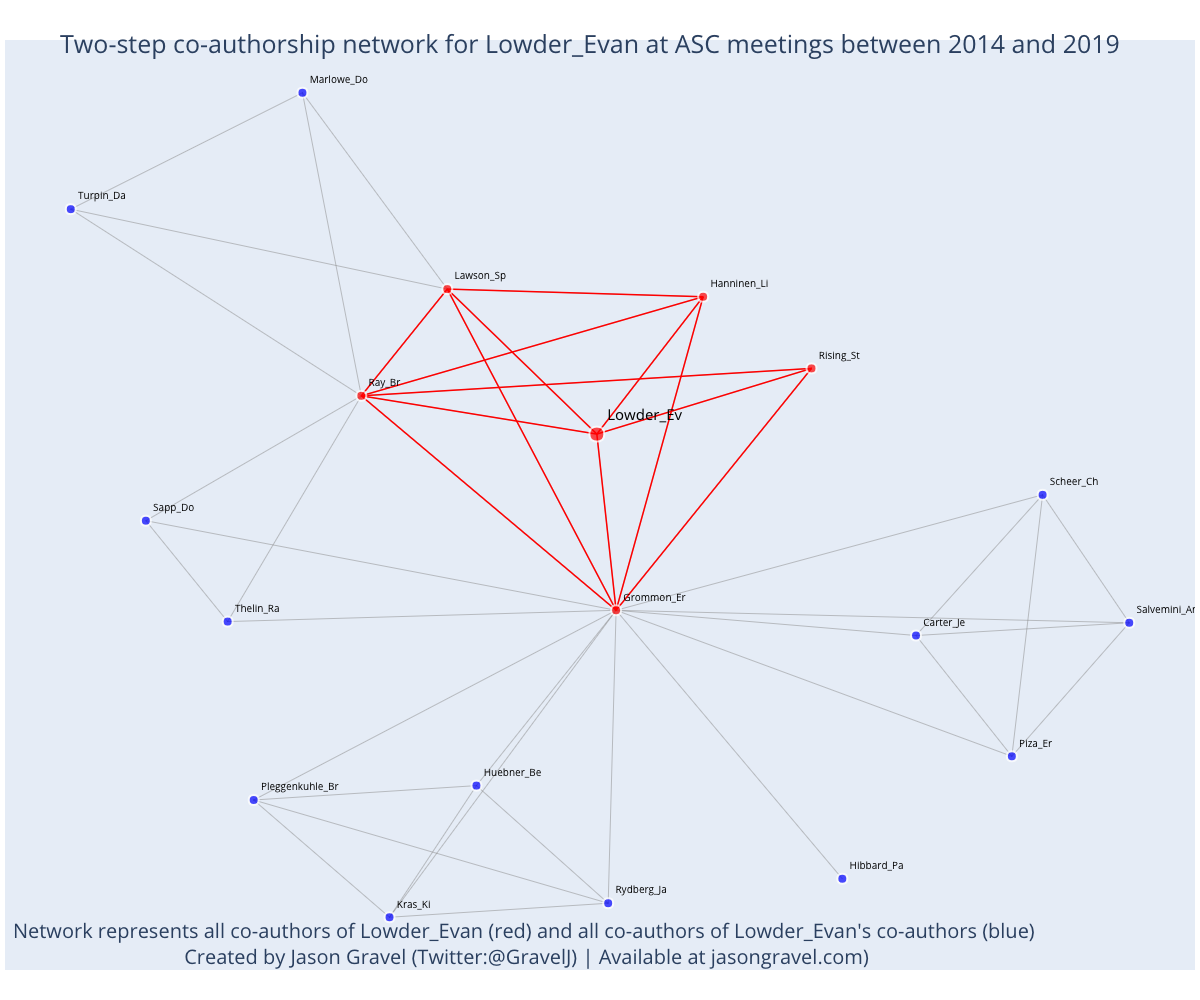 Two-step co-authorship network for Lowder_Evan at ASC meetings between 2014 and 2019
Marlowe_Do
Turpin_Da
Lawson_Sp
Hanninen_Li
Rising_St
Ray_Br
Lowder_Ev
Scheer_Ch
Sapp_Do
Grommon_Er
Thelin_Ra
Salvemini_An
Carter_Je
Piza_Er
Huebner_Be
Pleggenkuhle_Br
Hibbard_Pa
Rydberg_Ja
Kras_Ki
Network represents all co-authors of Lowder_Evan (red) and all co-authors of Lowder_Evan's co-authors (blue)
Created by Jason Gravel (Twitter:@GravelJ) | Available at jasongravel.com)